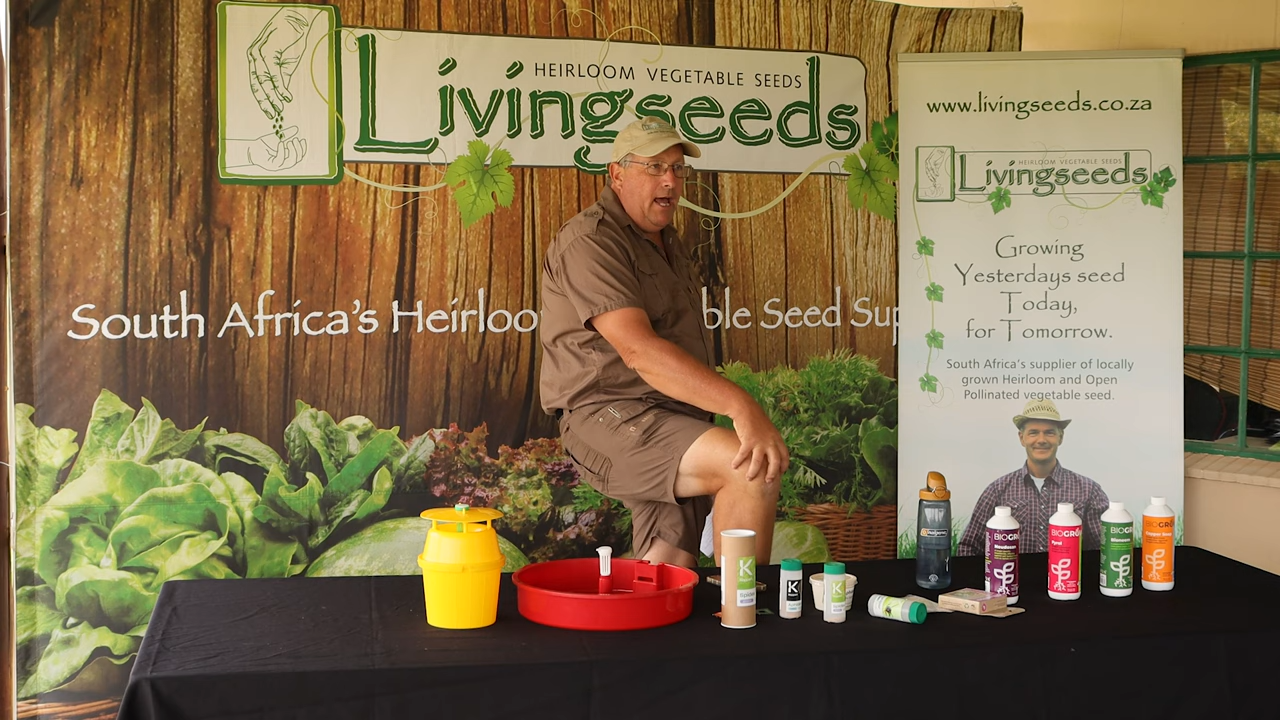 HEIRLOOM VEGETABLE SEEDS
Livingseeds
South Africa's Heirloo ble Seed Sup
www.livingseeds.co.za
HEIRLOOM VEGETABLE SEEDS
Livingseeds
Growing
Yesterdays seed
Today,
for Tomorrow.
South Africa's supplier of locally
grown Heirloom and Open
Pollinated vegetable seed.
BIOGRO
Pyrol
BIOGRO
BIOGRO
K
K
K